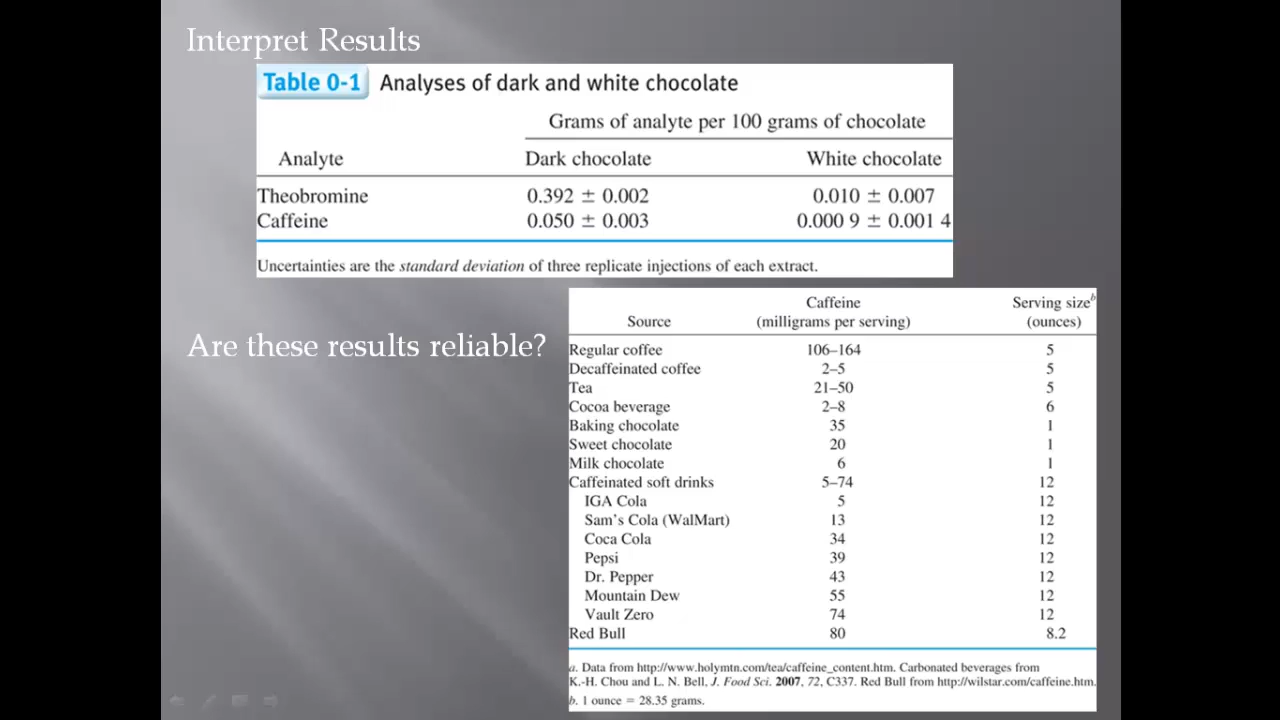 Interpret Results
Table 0-1 Analyses of dark and white chocolate
Grams of analyte per 100 grams of chocolate
Analyte Dark chocolate White chocolate
Theobromine 0.392 ± 0.002 0.010 ± 0.007
Caffeine 0.050 ± 0.003 0.000 9 ± 0.001 4
Uncertainties are the standard deviation of three replicate injections of each extract.
Are these results reliable?
Caffeine Serving sizeᵇ
Source (milligrams per serving) (ounces)
Regular coffee 106–164 5
Decaffeinated coffee 2–5 5
Tea 21–50 5
Cocoa beverage 2–8 6
Baking chocolate 35 1
Sweet chocolate 20 1
Milk chocolate 6 1
Caffeinated soft drinks 5–74 12
IGA Cola 5 12
Sam's Cola (WalMart) 13 12
Coca Cola 34 12
Pepsi 39 12
Dr. Pepper 43 12
Mountain Dew 55 12
Vault Zero 74 12
Red Bull 80 8.2
a. Data from http://www.holymtn.com/tea/caffeine_content.htm. Carbonated beverages from
K.-H. Chou and L. N. Bell, J. Food Sci. 2007, 72, C337. Red Bull from http://wilstar.com/caffeine.htm.
b. 1 ounce = 28.35 grams.